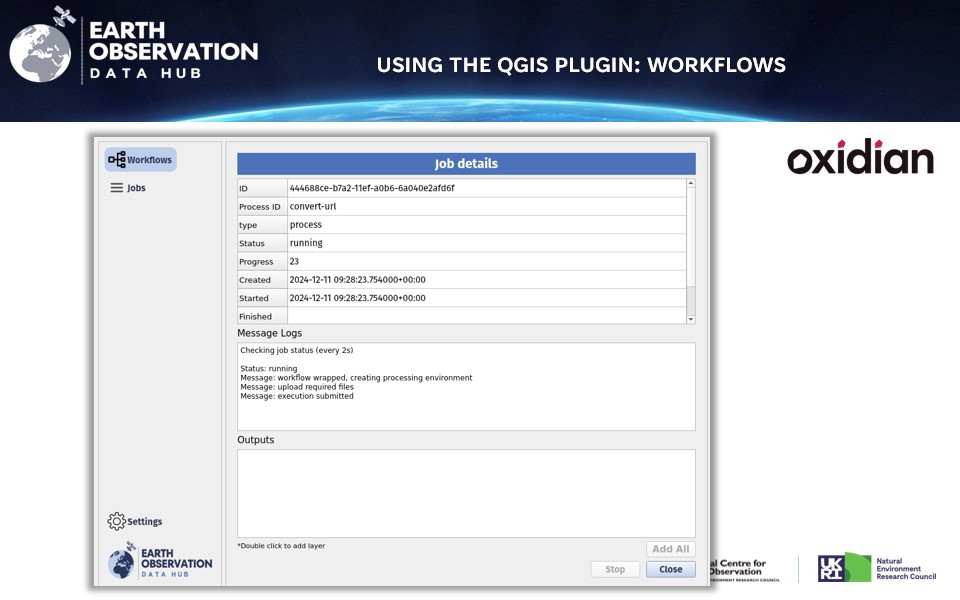 EARTH
OBSERVATION
DATA HUB
USING THE QGIS PLUGIN: WORKFLOWS
oxidian
Workflows
Jobs
Settings
EARTH
OBSERVATION
DATA HUB
Job details
ID 444688ce-b7a2-11ef-a0b6-6a040e2afd6f
Process ID convert-url
type process
Status running
Progress 23
Created 2024-12-11 09:28:23.754000+00:00
Started 2024-12-11 09:28:23.754000+00:00
Finished
Message Logs
Checking job status (every 2s)
Status: running
Message: workflow wrapped, creating processing environment
Message: upload required files
Message: execution submitted
Outputs
*Double click to add layer
Add All
Stop Close
al Centre for
Observation
ENVIRONMENT RESEARCH COUNCIL
UK
RI
Natural
Environment
Research Council